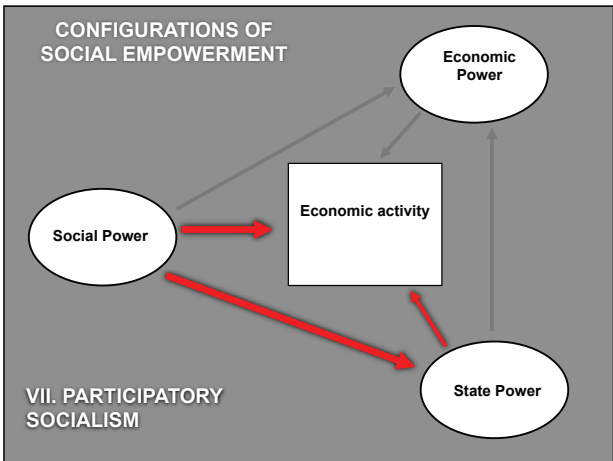 CONFIGURATIONS OF
SOCIAL EMPOWERMENT
Economic
Power
Economic activity
Social Power
State Power
VII. PARTICIPATORY
SOCIALISM